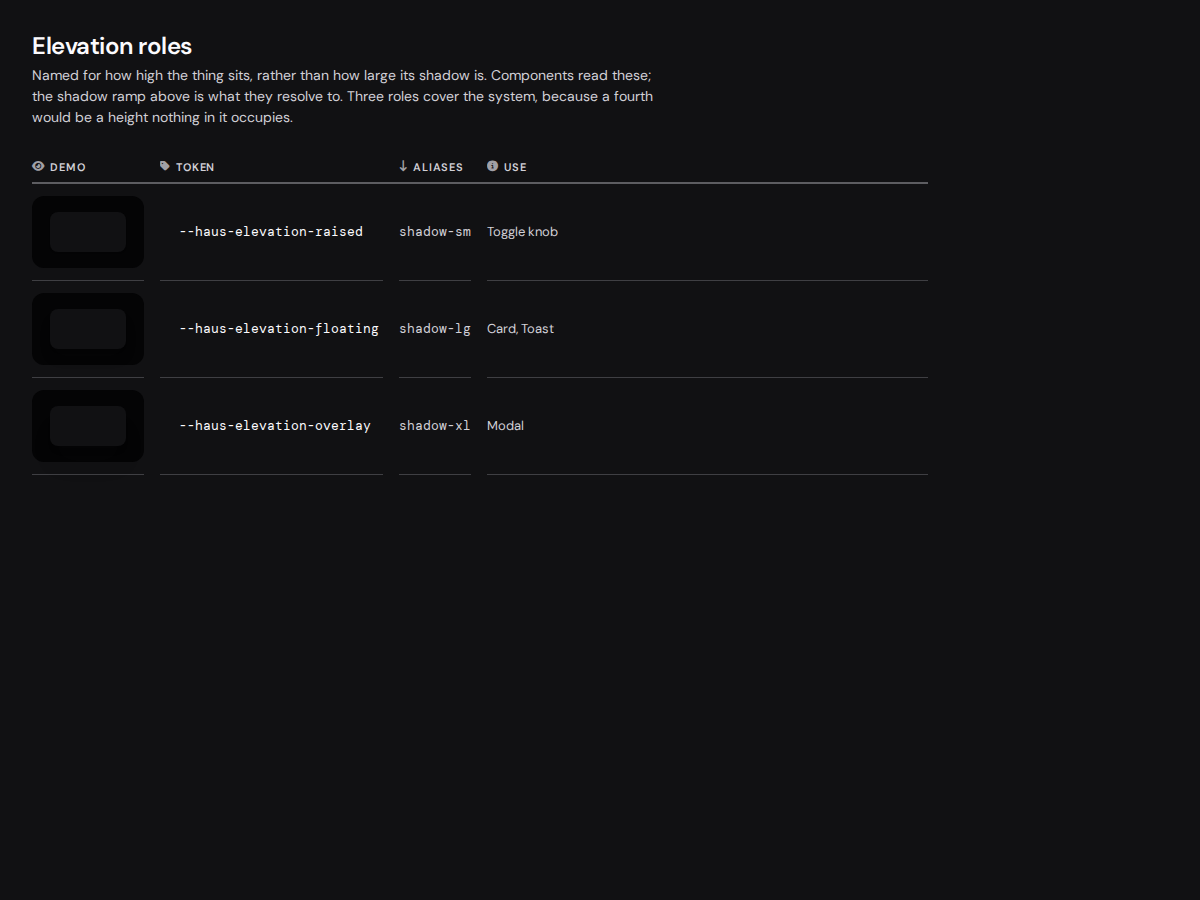 Elevation roles
Named for how high the thing sits, rather than how large its shadow is. Components read these;
the shadow ramp above is what they resolve to. Three roles cover the system, because a fourth
would be a height nothing in it occupies.
DEMO TOKEN ALIASES USE
--haus-elevation-raised shadow-sm Toggle knob
--haus-elevation-floating shadow-lg Card, Toast
--haus-elevation-overlay shadow-xl Modal